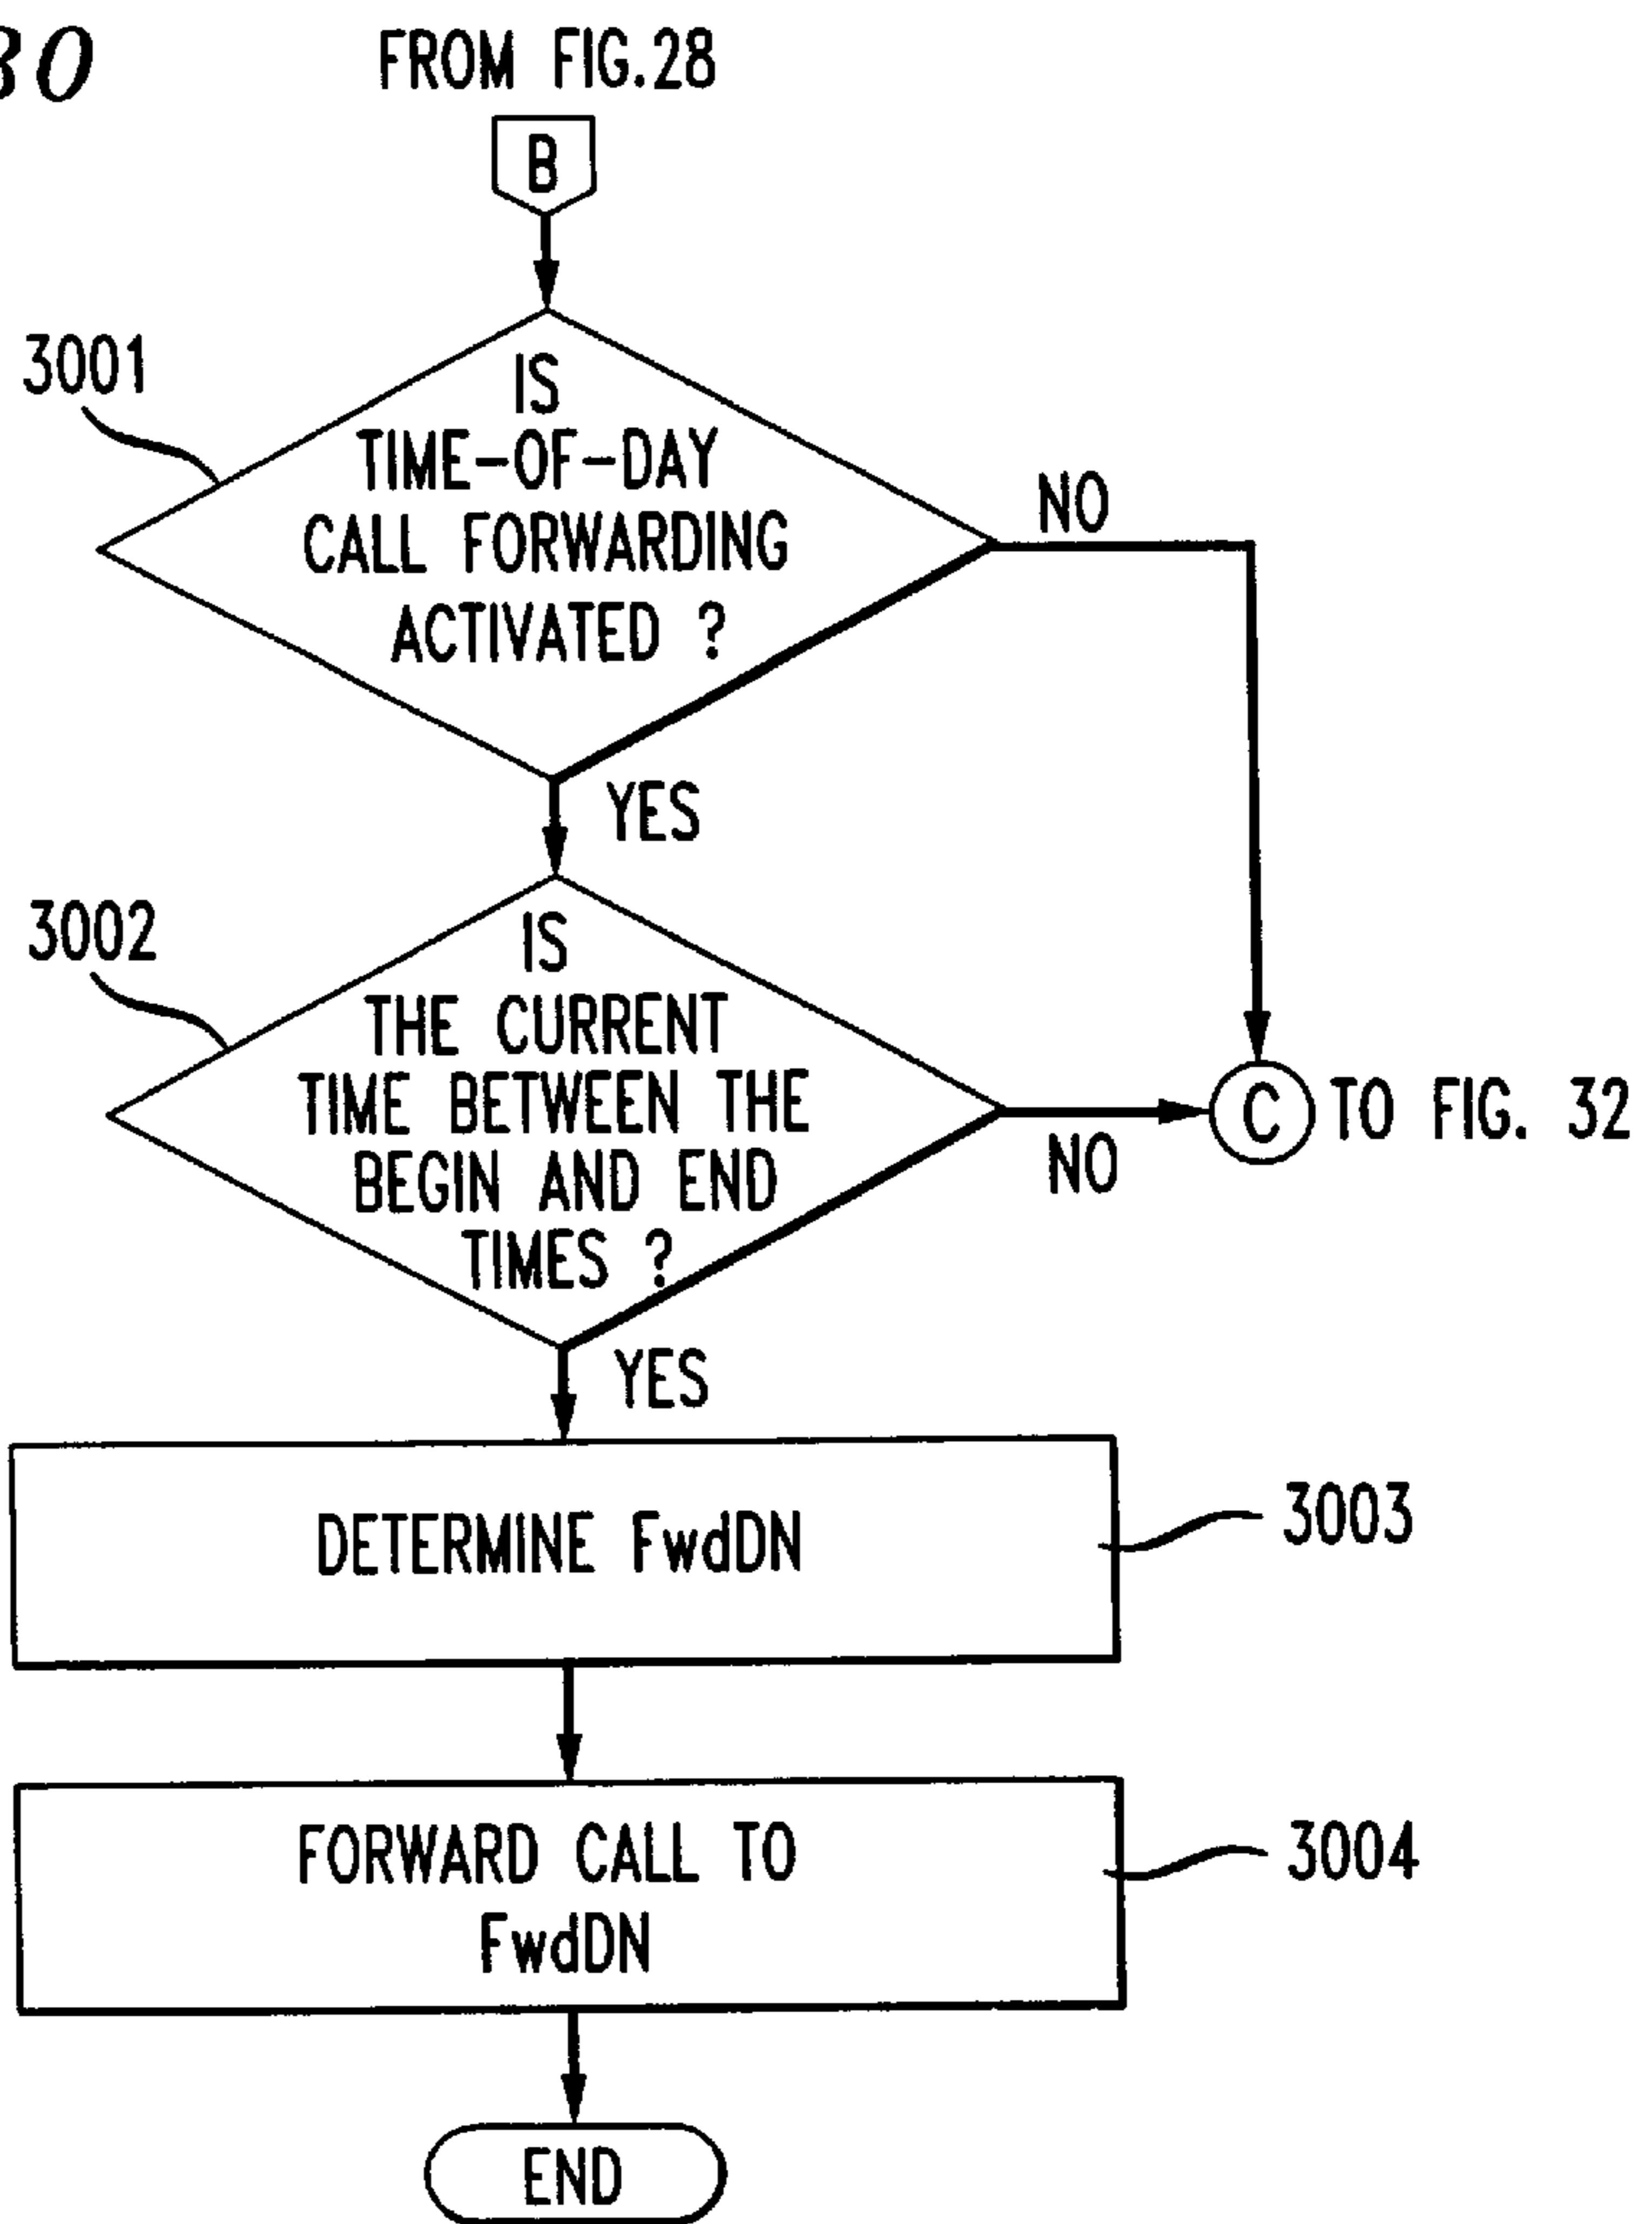 30
FROM FIG.28
B
3001
IS
TIME-OF-DAY
CALL FORWARDING
ACTIVATED ?
NO
YES
3002
IS
THE CURRENT
TIME BETWEEN THE
BEGIN AND END
TIMES ?
NO
C TO FIG. 32
YES
DETERMINE FwdDN
3003
FORWARD CALL TO
FwdDN
3004
END